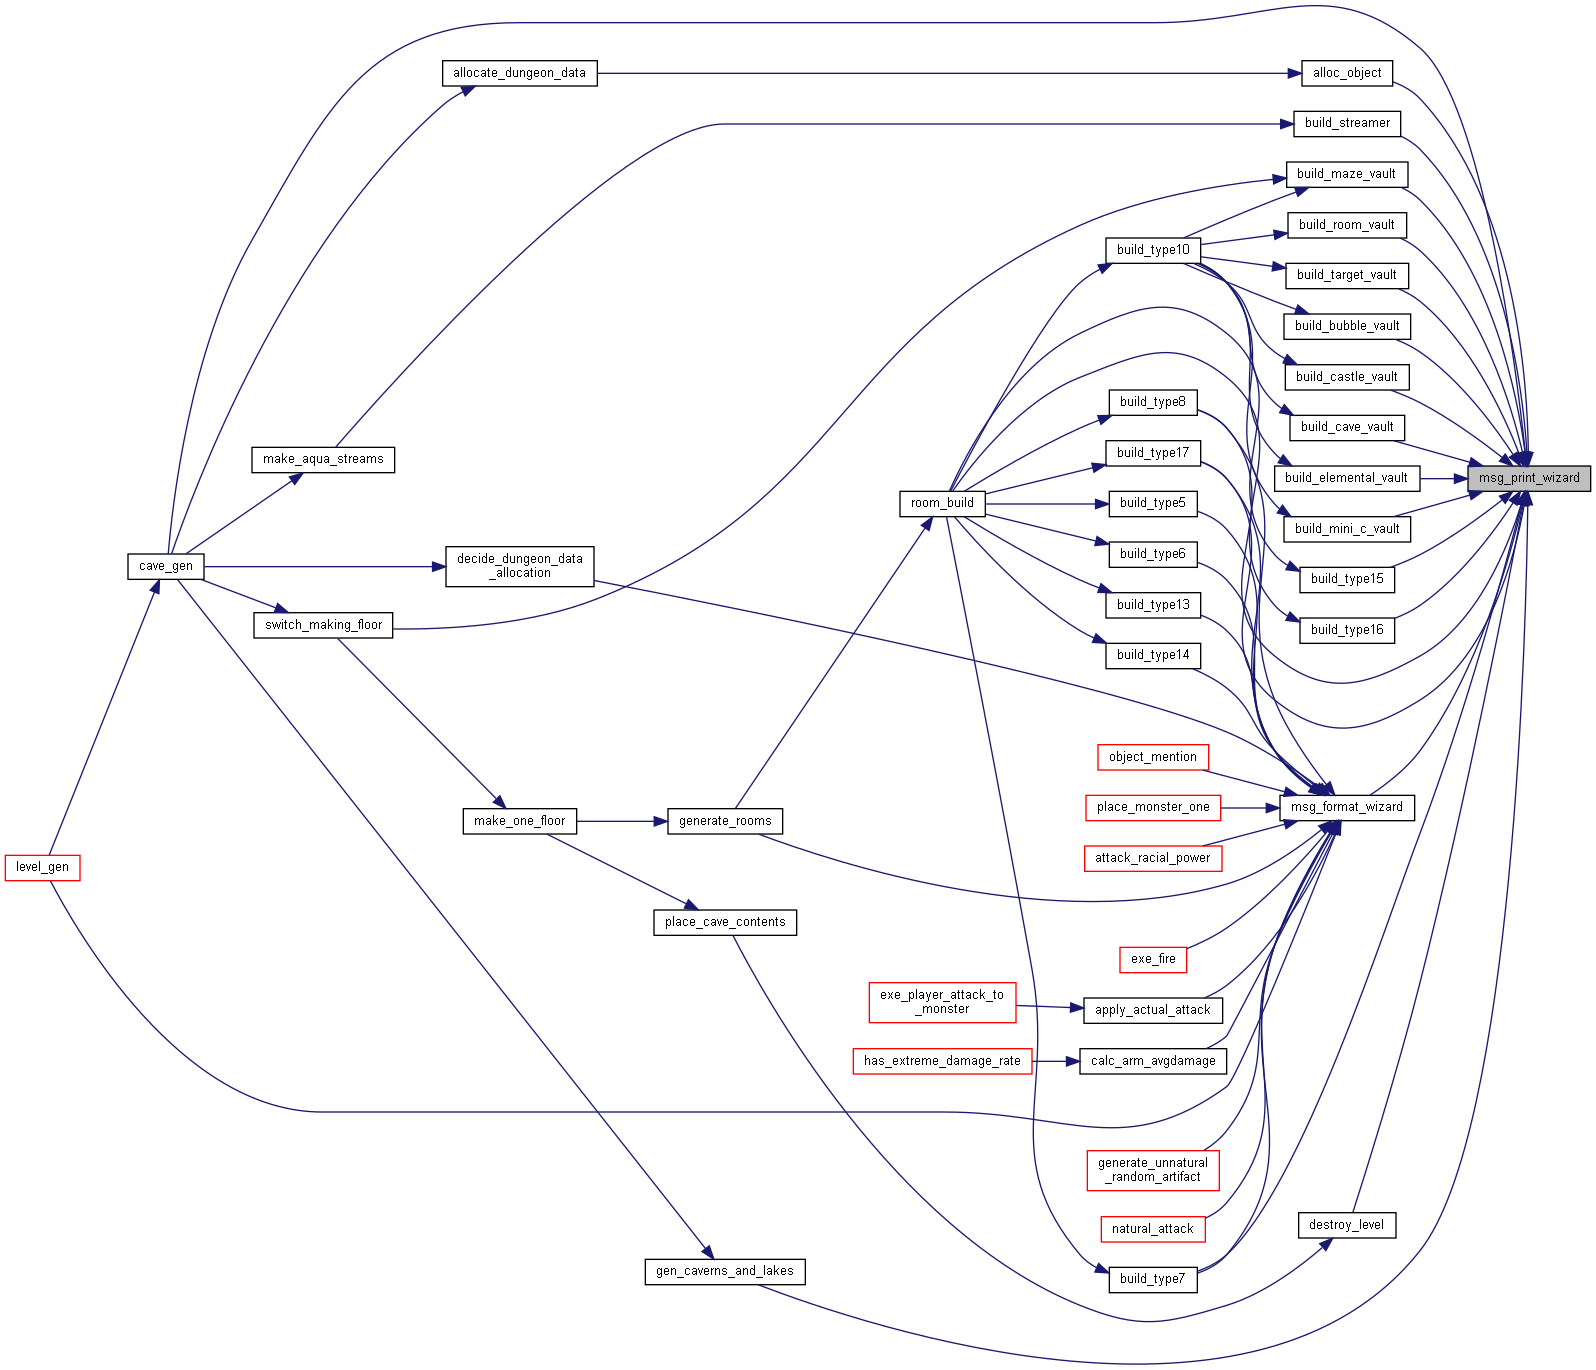 allocate_dungeon_data
alloc_object
build_streamer
build_maze_vault
build_room_vault
build_type10
build_target_vault
build_bubble_vault
build_castle_vault
build_type8
build_cave_vault
build_type17
make_aqua_streams
build_elemental_vault
msg_print_wizard
room_build
build_type5
build_mini_c_vault
build_type6
cave_gen
decide_dungeon_data
_allocation
build_type15
build_type13
switch_making_floor
build_type16
build_type14
object_mention
place_monster_one
msg_format_wizard
make_one_floor
generate_rooms
attack_racial_power
level_gen
place_cave_contents
exe_fire
exe_player_attack_to
_monster
apply_actual_attack
has_extreme_damage_rate
calc_arm_avgdamage
generate_unnatural
_random_artifact
natural_attack
destroy_level
gen_caverns_and_lakes
build_type7